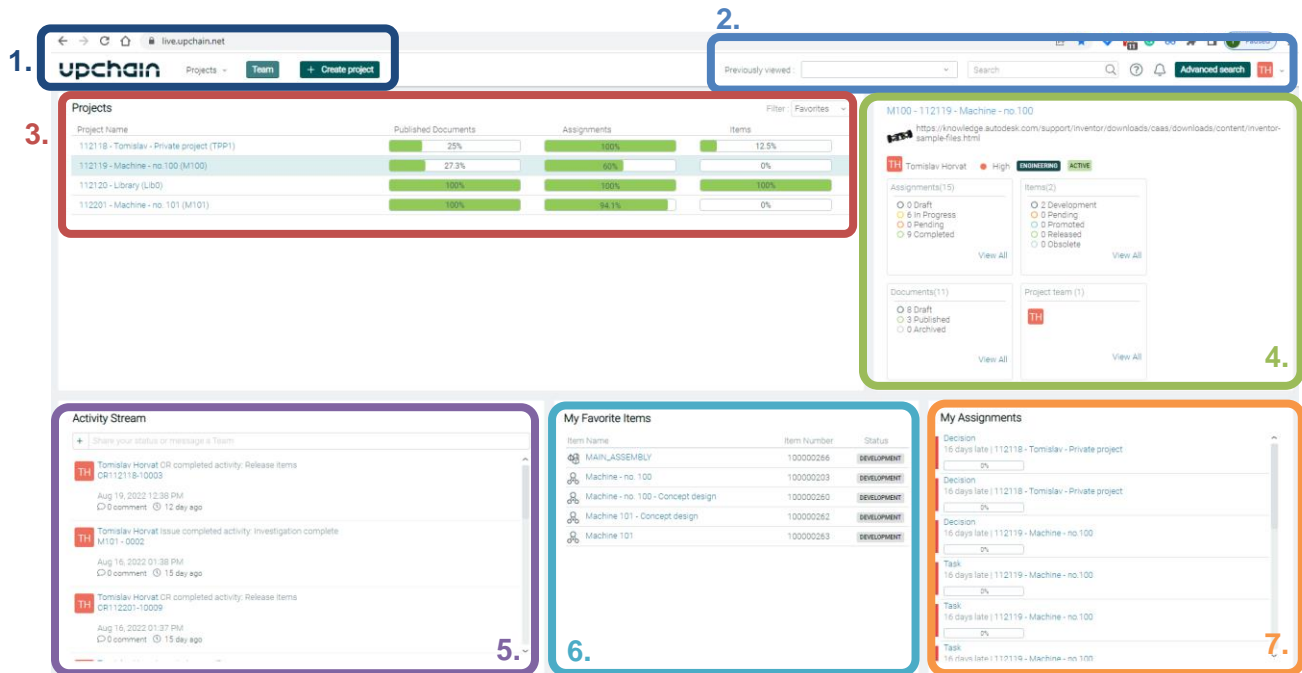 2.
live.upchain.net
11
Paused
1.
upchain Projects Team + Create project Previously viewed : Search Advanced search TH
3.
Projects Filter: Favorites
Project Name Published Documents Assignments Items
112118 - Tomislav - Private project (TPP1) 25% 100% 12.5%
112119 - Machine - no.100 (M100) 27.3% 60% 0%
112120 - Library (Lib0) 100% 100% 100%
112201 - Machine - no. 101 (M101) 100% 94.1% 0%
M100 - 112119 - Machine - no.100
https://knowledge.autodesk.com/support/inventor/downloads/caas/downloads/content/inventor-
sample-files.html
TH Tomislav Horvat High ENGINEERING ACTIVE
Assignments(15)
0 Draft
6 In Progress
0 Pending
9 Completed
View All
Items(2)
2 Development
0 Pending
0 Promoted
0 Released
0 Obsolete
View All
Documents(11)
8 Draft
3 Published
0 Archived
View All
Project team (1)
TH
View All
4.
Activity Stream
+ Share your status or message a Team
TH Tomislav Horvat CR completed activity: Release items
CR112118-10003
Aug 19, 2022 12:38 PM
0 comment 12 day ago
TH Tomislav Horvat Issue completed activity: Investigation complete
M101 - 0002
Aug 16, 2022 01:38 PM
0 comment 15 day ago
TH Tomislav Horvat CR completed activity: Release items
CR112201-10009
Aug 16, 2022 01:37 PM
0 comment 15 day ago
5.
My Favorite Items
Item Name Item Number Status
MAIN_ASSEMBLY 100000266 DEVELOPMENT
Machine - no. 100 100000203 DEVELOPMENT
Machine - no. 100 - Concept design 100000260 DEVELOPMENT
Machine 101 - Concept design 100000262 DEVELOPMENT
Machine 101 100000263 DEVELOPMENT
6.
My Assignments
Decision
16 days late | 112118 - Tomislav - Private project
0%
Decision
16 days late | 112118 - Tomislav - Private project
0%
Decision
16 days late | 112119 - Machine - no.100
0%
Task
16 days late | 112119 - Machine - no.100
0%
Task
16 days late | 112119 - Machine - no.100
0%
Task
16 days late | 112119 - Machine - no.100
7.